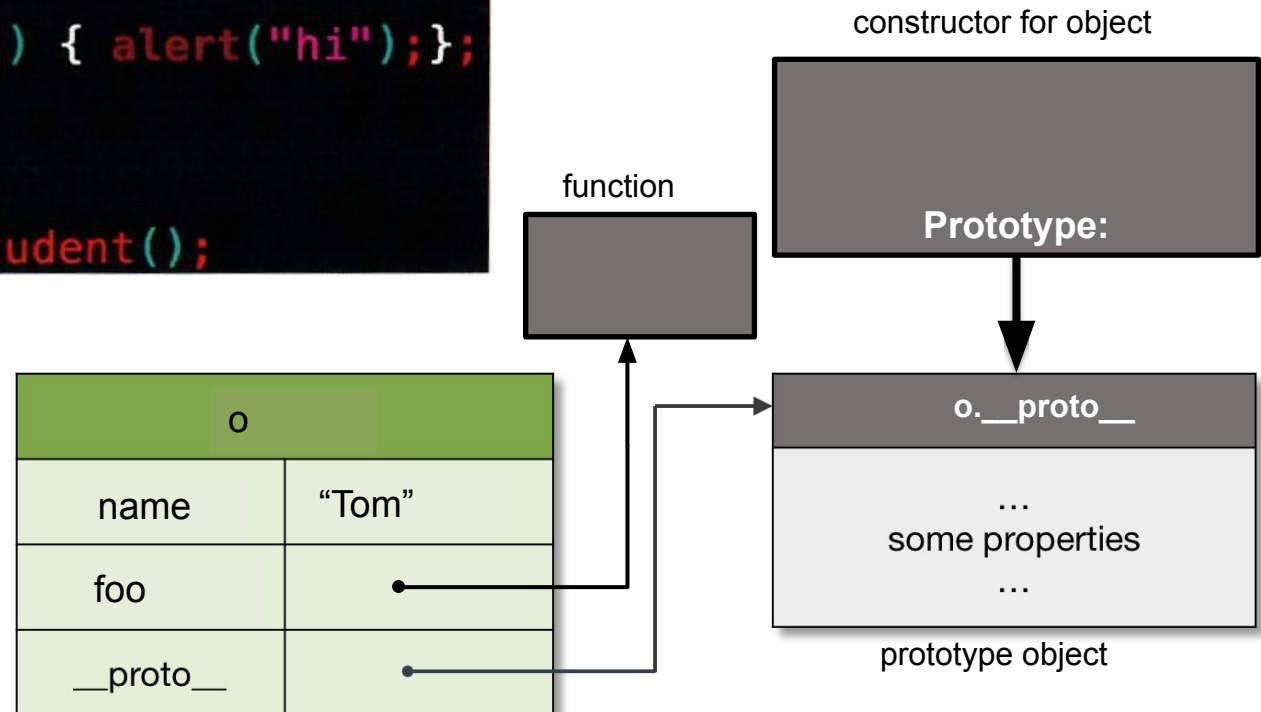 ) { alert("hi");};
udent();
constructor for object
Prototype:
function
o
name “Tom”
foo
__proto__
o.__proto__
...
some properties
...
prototype object